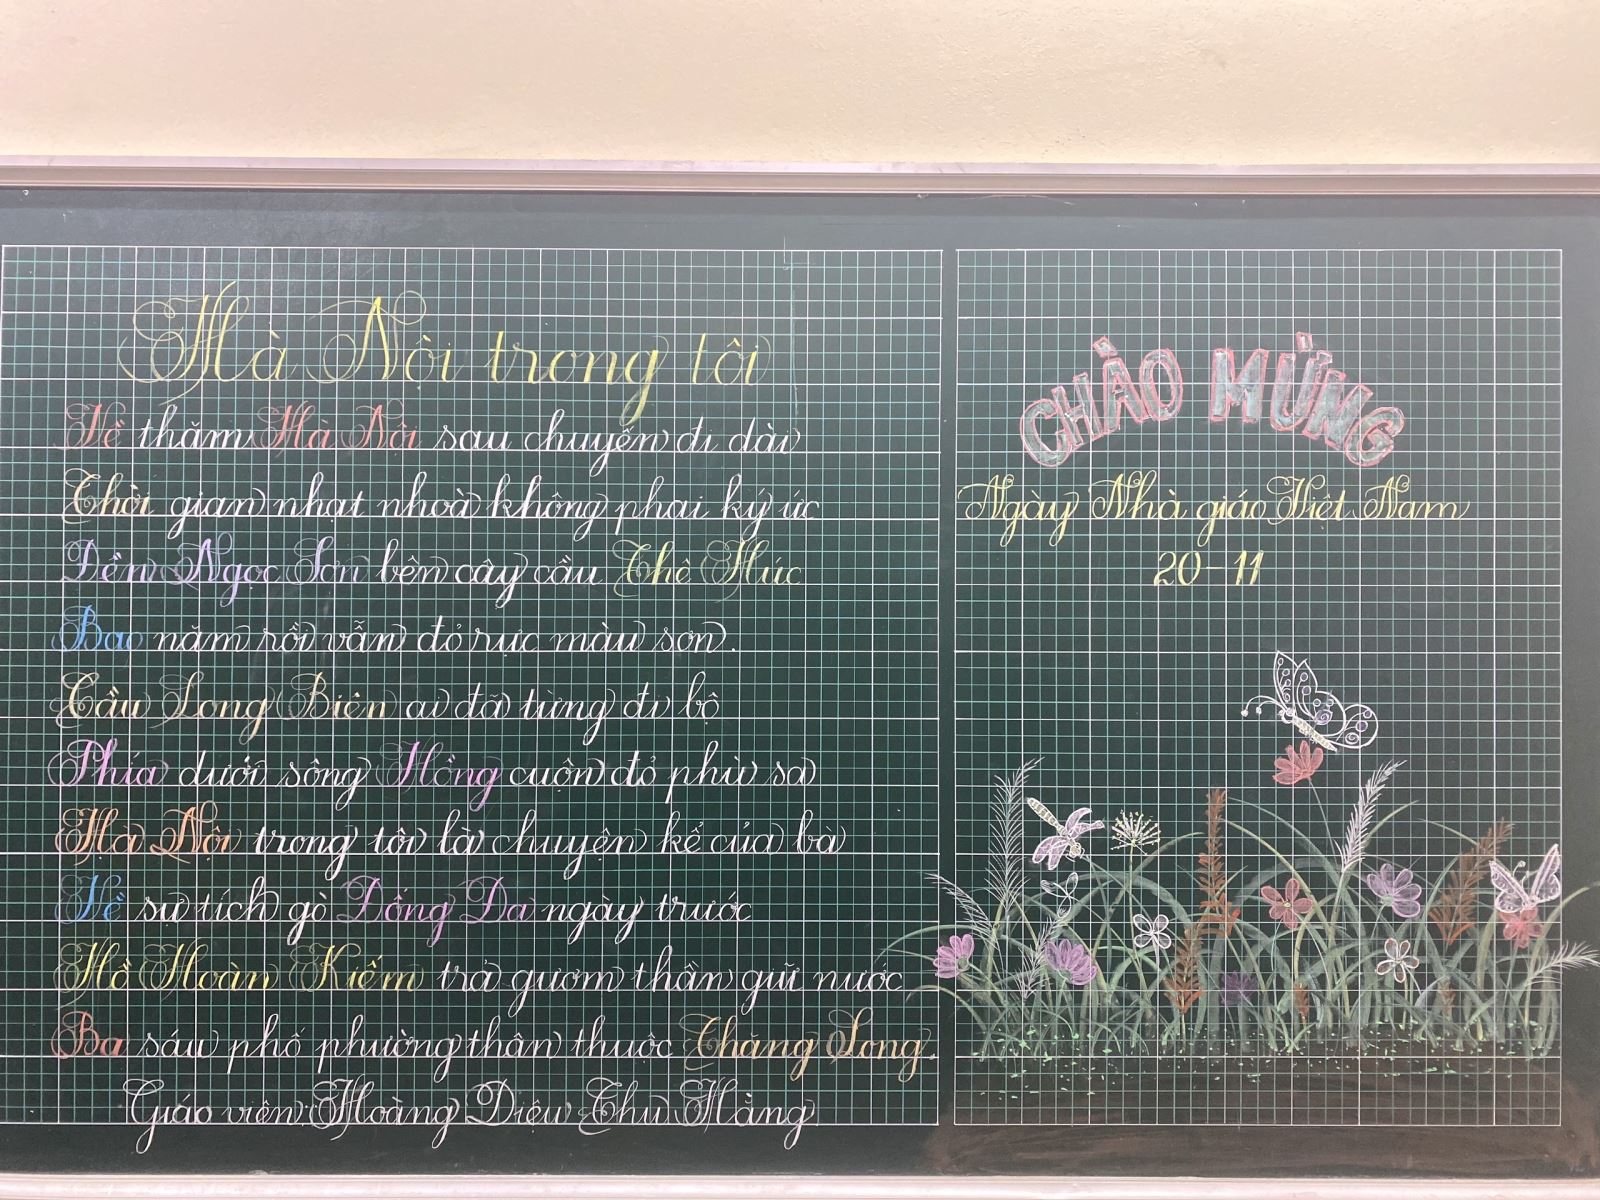 Hà Nội trong tôi
Về thăm Hà Nội sau chuyến đi dài
Thời gian nhạt nhoà không phai ký ức
Đền Ngọc Sơn bên cây cầu Thê Húc
Bao năm rồi vẫn đỏ rực màu sơn.
Cầu Long Biên ai đã từng đi bộ
Phía dưới sông Hồng cuộn đỏ phù sa
Hà Nội trong tôi là chuyện kể của bà
Về sự tích gò Đống Đa ngày trước
Hồ Hoàn Kiếm trả gươm thần giữ nước
Ba sáu phố phường thân thuộc Thăng Long.
Giáo viên: Hoàng Diệu Thu Hằng
CHÀO MỪNG
Ngày Nhà giáo Việt Nam
20-11